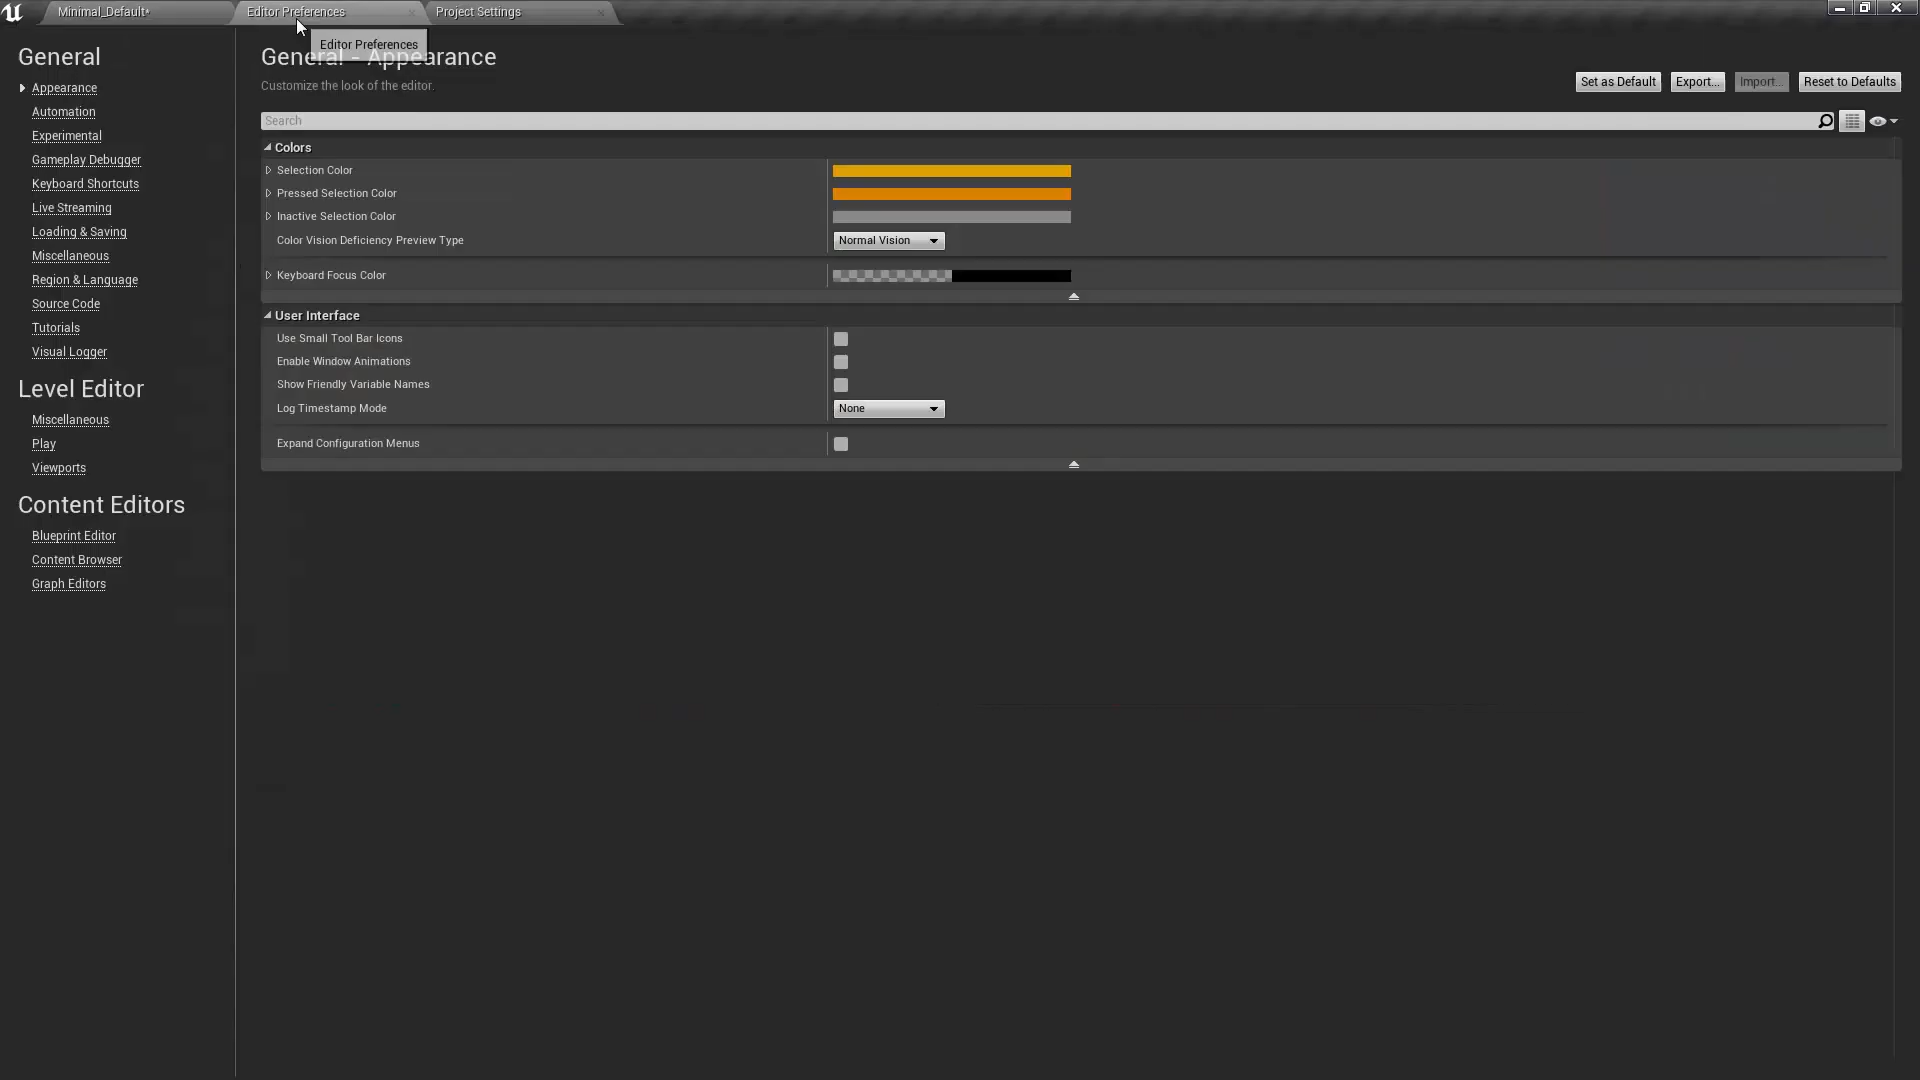 Minimal_Default*
Editor Preferences
Project Settings
Editor Preferences
General
Appearance
Automation
Experimental
Gameplay Debugger
Keyboard Shortcuts
Live Streaming
Loading & Saving
Miscellaneous
Region & Language
Source Code
Tutorials
Visual Logger
Level Editor
Miscellaneous
Play
Viewports
Content Editors
Blueprint Editor
Content Browser
Graph Editors
General - Appearance
Customize the look of the editor.
Set as Default
Export...
Import...
Reset to Defaults
Search
Colors
Selection Color
Pressed Selection Color
Inactive Selection Color
Color Vision Deficiency Preview Type
Normal Vision
Keyboard Focus Color
User Interface
Use Small Tool Bar Icons
Enable Window Animations
Show Friendly Variable Names
Log Timestamp Mode
None
Expand Configuration Menus